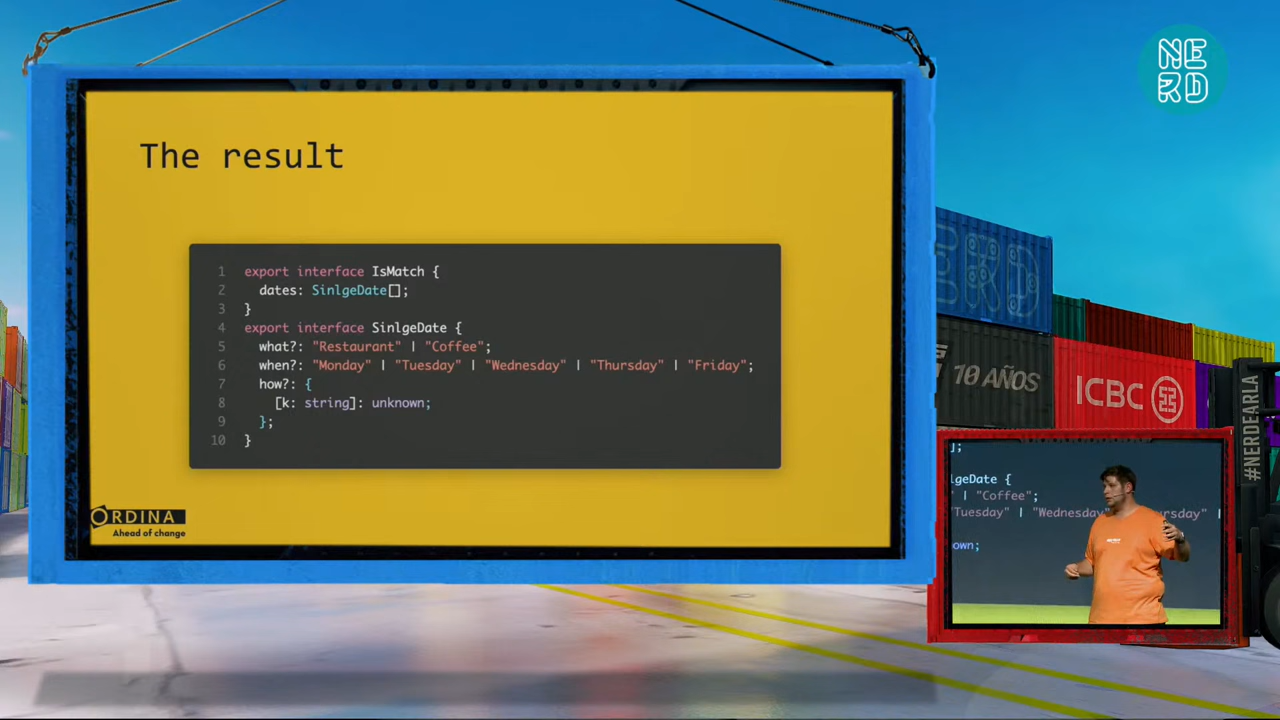 NE
RD
The result
1 export interface IsMatch {
2   dates: SinlgeDate[];
3 }
4 export interface SinlgeDate {
5   what?: "Restaurant" | "Coffee";
6   when?: "Monday" | "Tuesday" | "Wednesday" | "Thursday" | "Friday";
7   how?: {
8     [k: string]: unknown;
9   };
10 }
ORDINA
Ahead of change
10 AÑOS
ICBC
#NERDEARLA
];
lgeDate {
" | "Coffee";
"Tuesday" | "Wednesday" ursday" |
own;